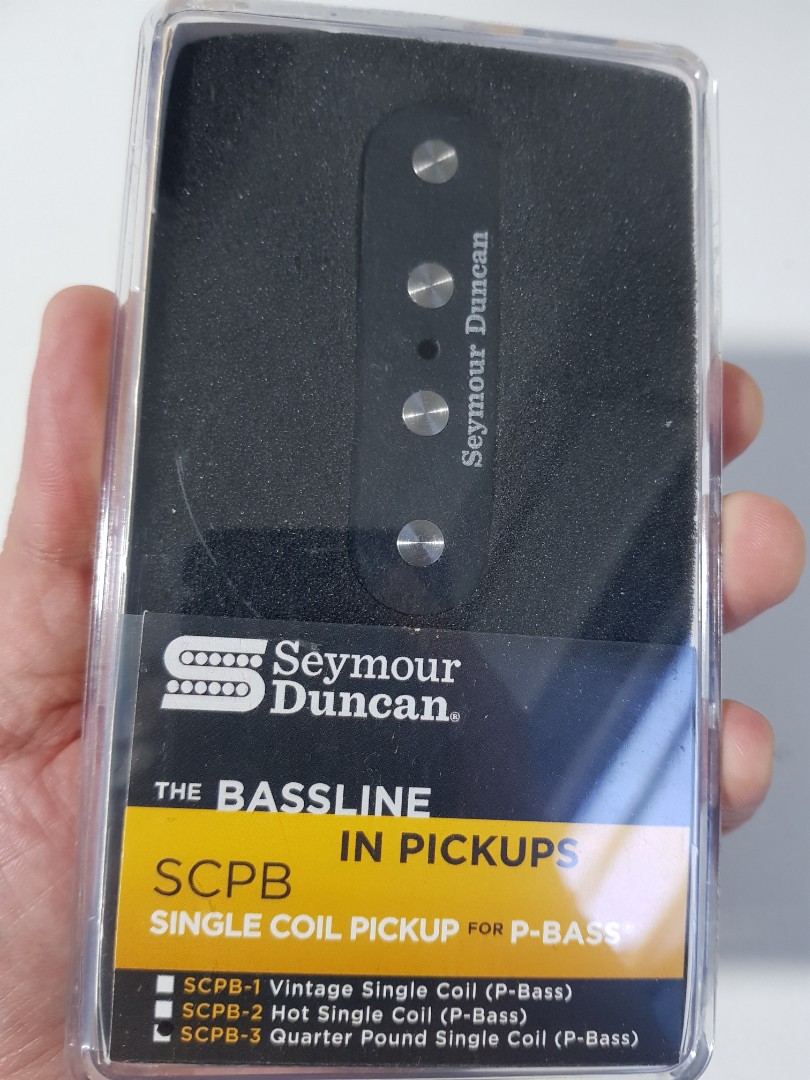 Seymour Duncan
Seymour
Duncan®
THE BASSLINE
IN PICKUPS
SCPB
SINGLE COIL PICKUP FOR P-BASS
SCPB-1 Vintage Single Coil (P-Bass)
SCPB-2 Hot Single Coil (P-Bass)
SCPB-3 Quarter Pound Single Coil (P-Bass)